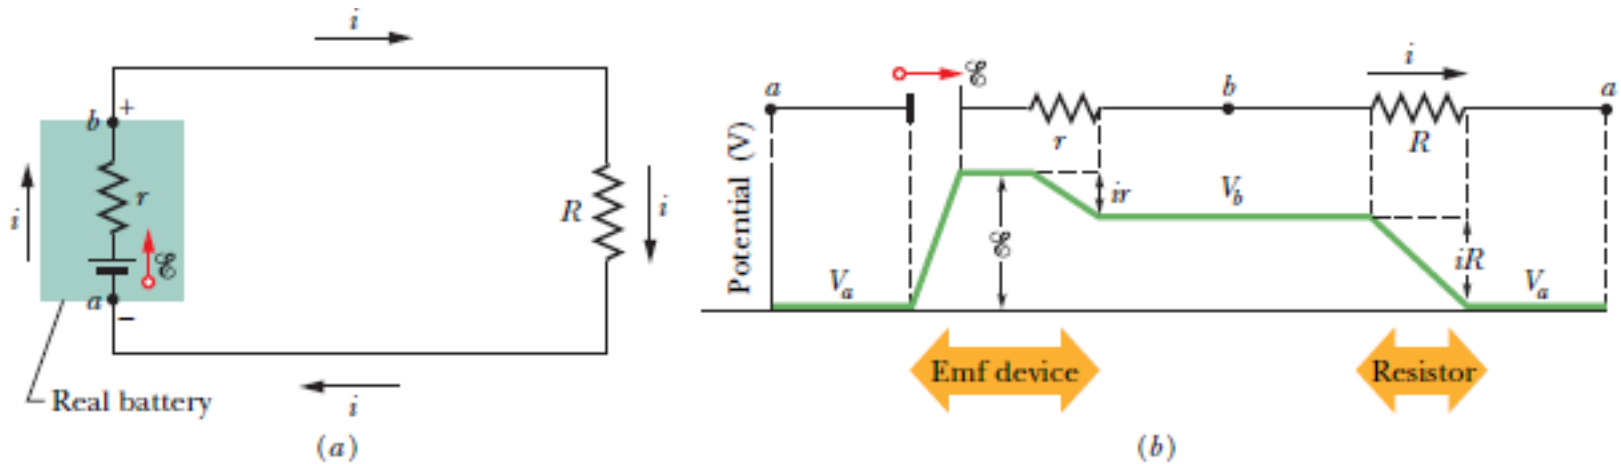 i
b
+
i
r
ℰ
a
−
R
i
Real battery
i
(a)
ℰ
i
a
b
a
r
R
Potential (V)
ir
V_b
ℰ
iR
V_a
V_a
Emf device
Resistor
(b)